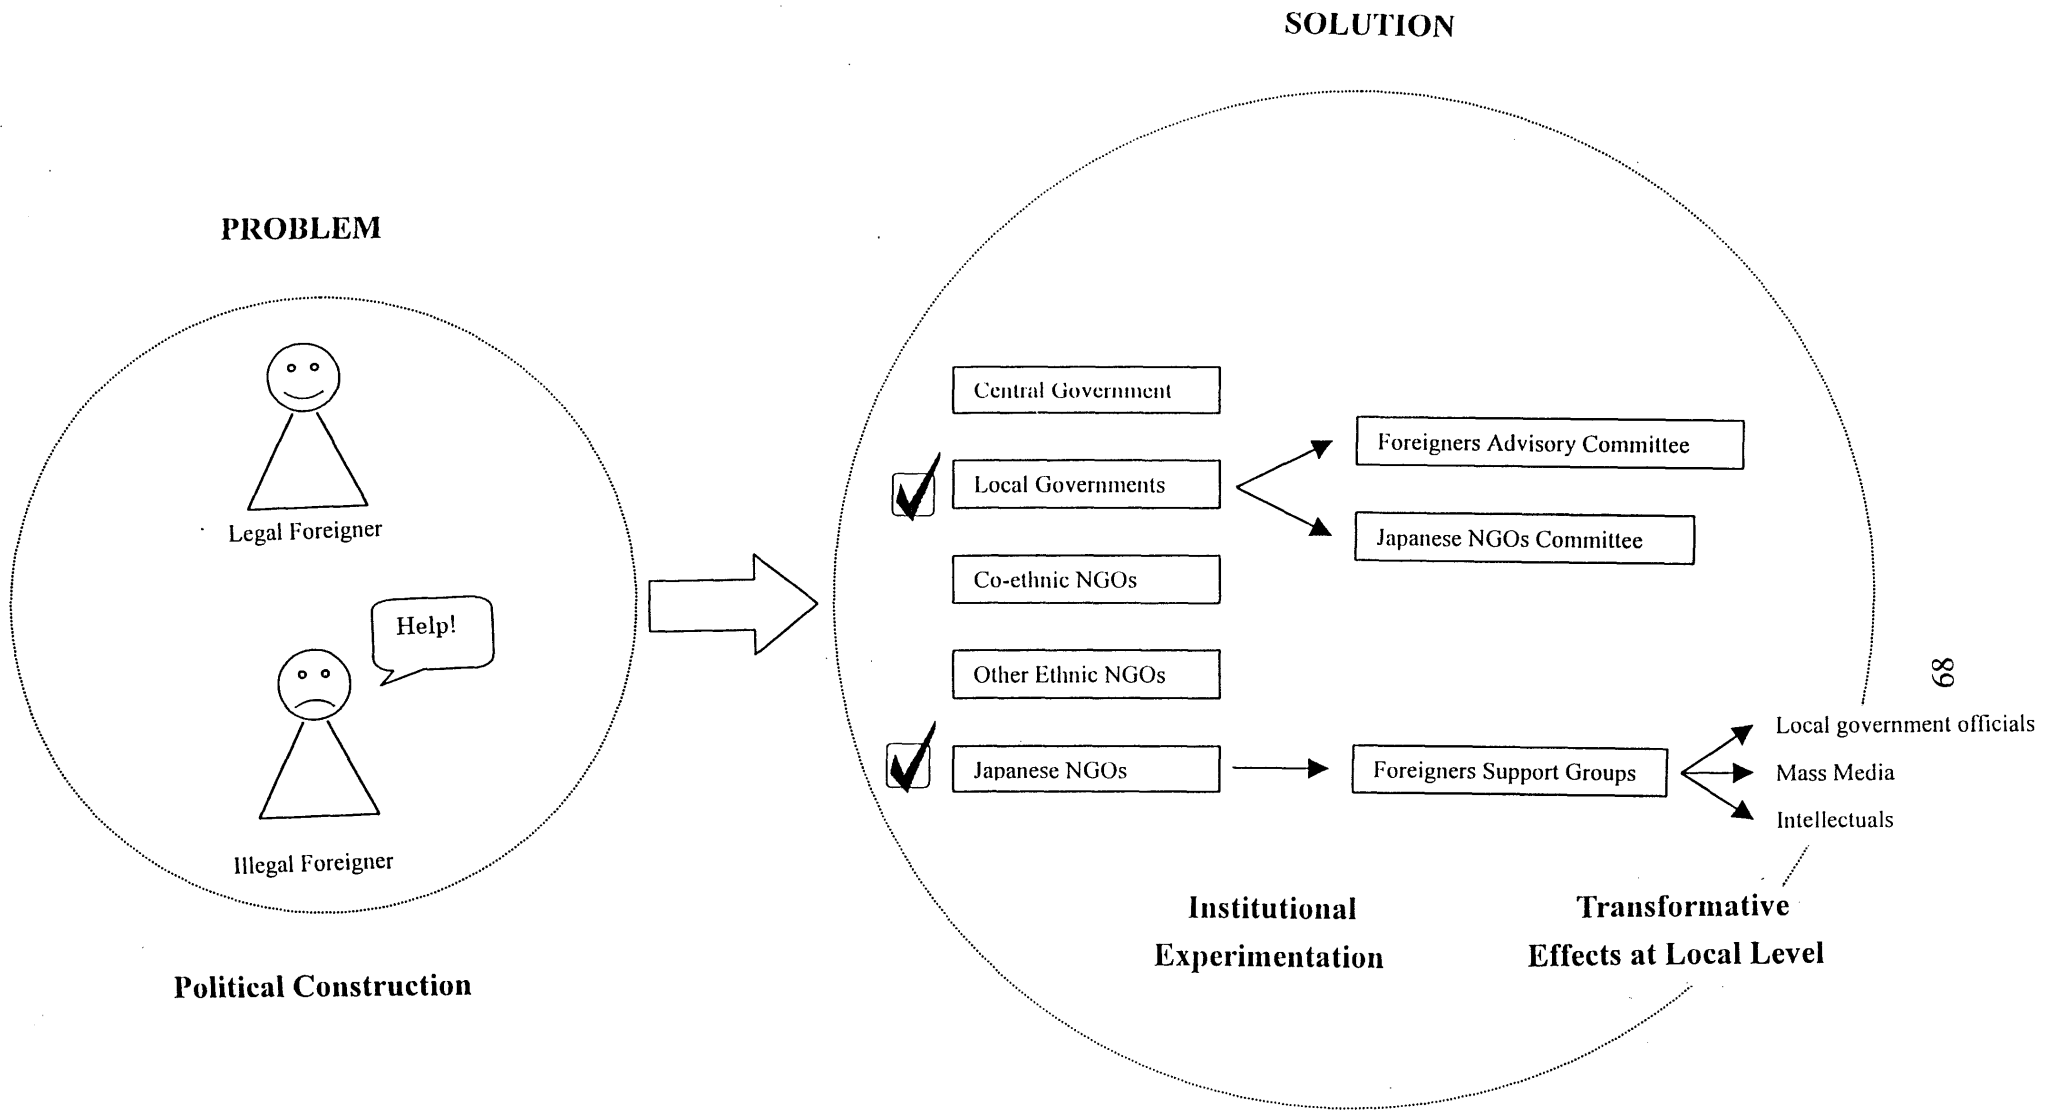 SOLUTION
PROBLEM
Legal Foreigner
Help!
Illegal Foreigner
Political Construction
Central Government
Local Governments
Co-ethnic NGOs
Other Ethnic NGOs
Japanese NGOs
Foreigners Advisory Committee
Japanese NGOs Committee
Foreigners Support Groups
Local government officials
Mass Media
Intellectuals
Institutional
Experimentation
Transformative
Effects at Local Level
68